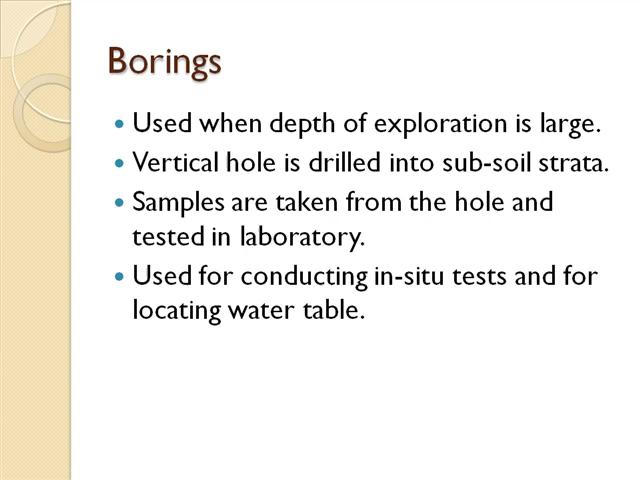 Borings
• Used when depth of exploration is large.
• Vertical hole is drilled into sub-soil strata.
• Samples are taken from the hole and
tested in laboratory.
• Used for conducting in-situ tests and for
locating water table.